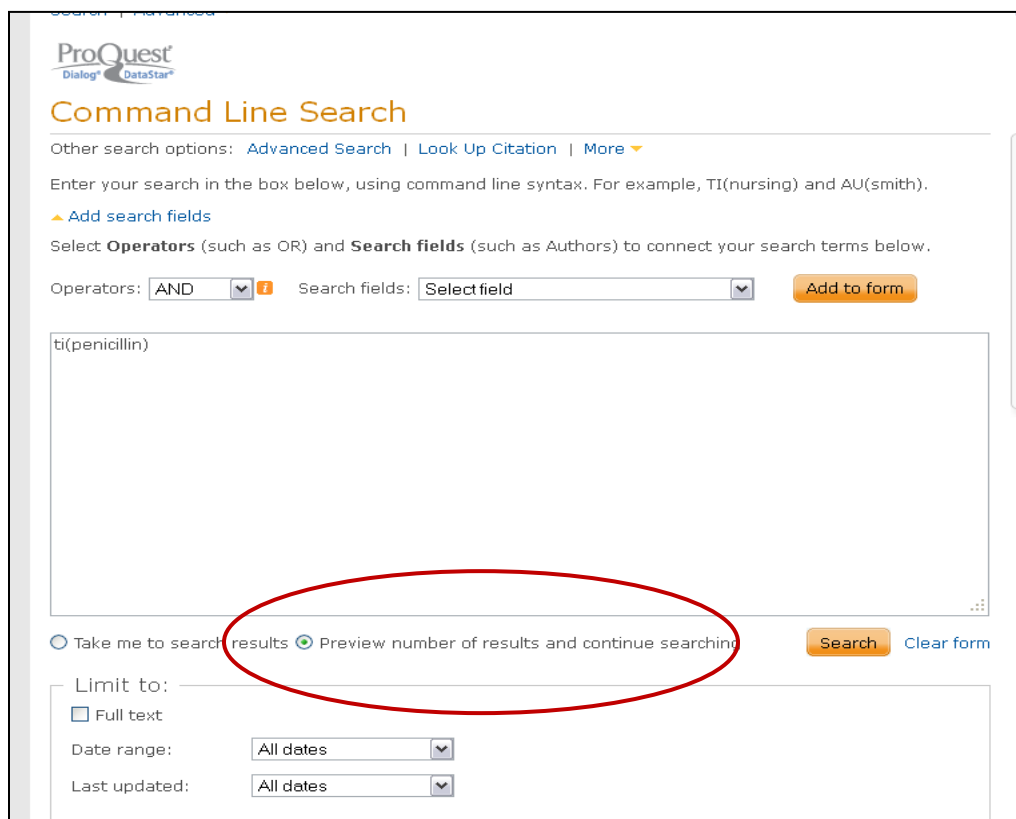 Search | Advanced
ProQuest
Dialog® DataStar®
Command Line Search
Other search options: Advanced Search | Look Up Citation | More
Enter your search in the box below, using command line syntax. For example, TI(nursing) and AU(smith).
Add search fields
Select Operators (such as OR) and Search fields (such as Authors) to connect your search terms below.
Operators: AND i Search fields: Select field Add to form
ti(penicillin)
Take me to search results Preview number of results and continue searching Search Clear form
Limit to:
Full text
Date range: All dates
Last updated: All dates